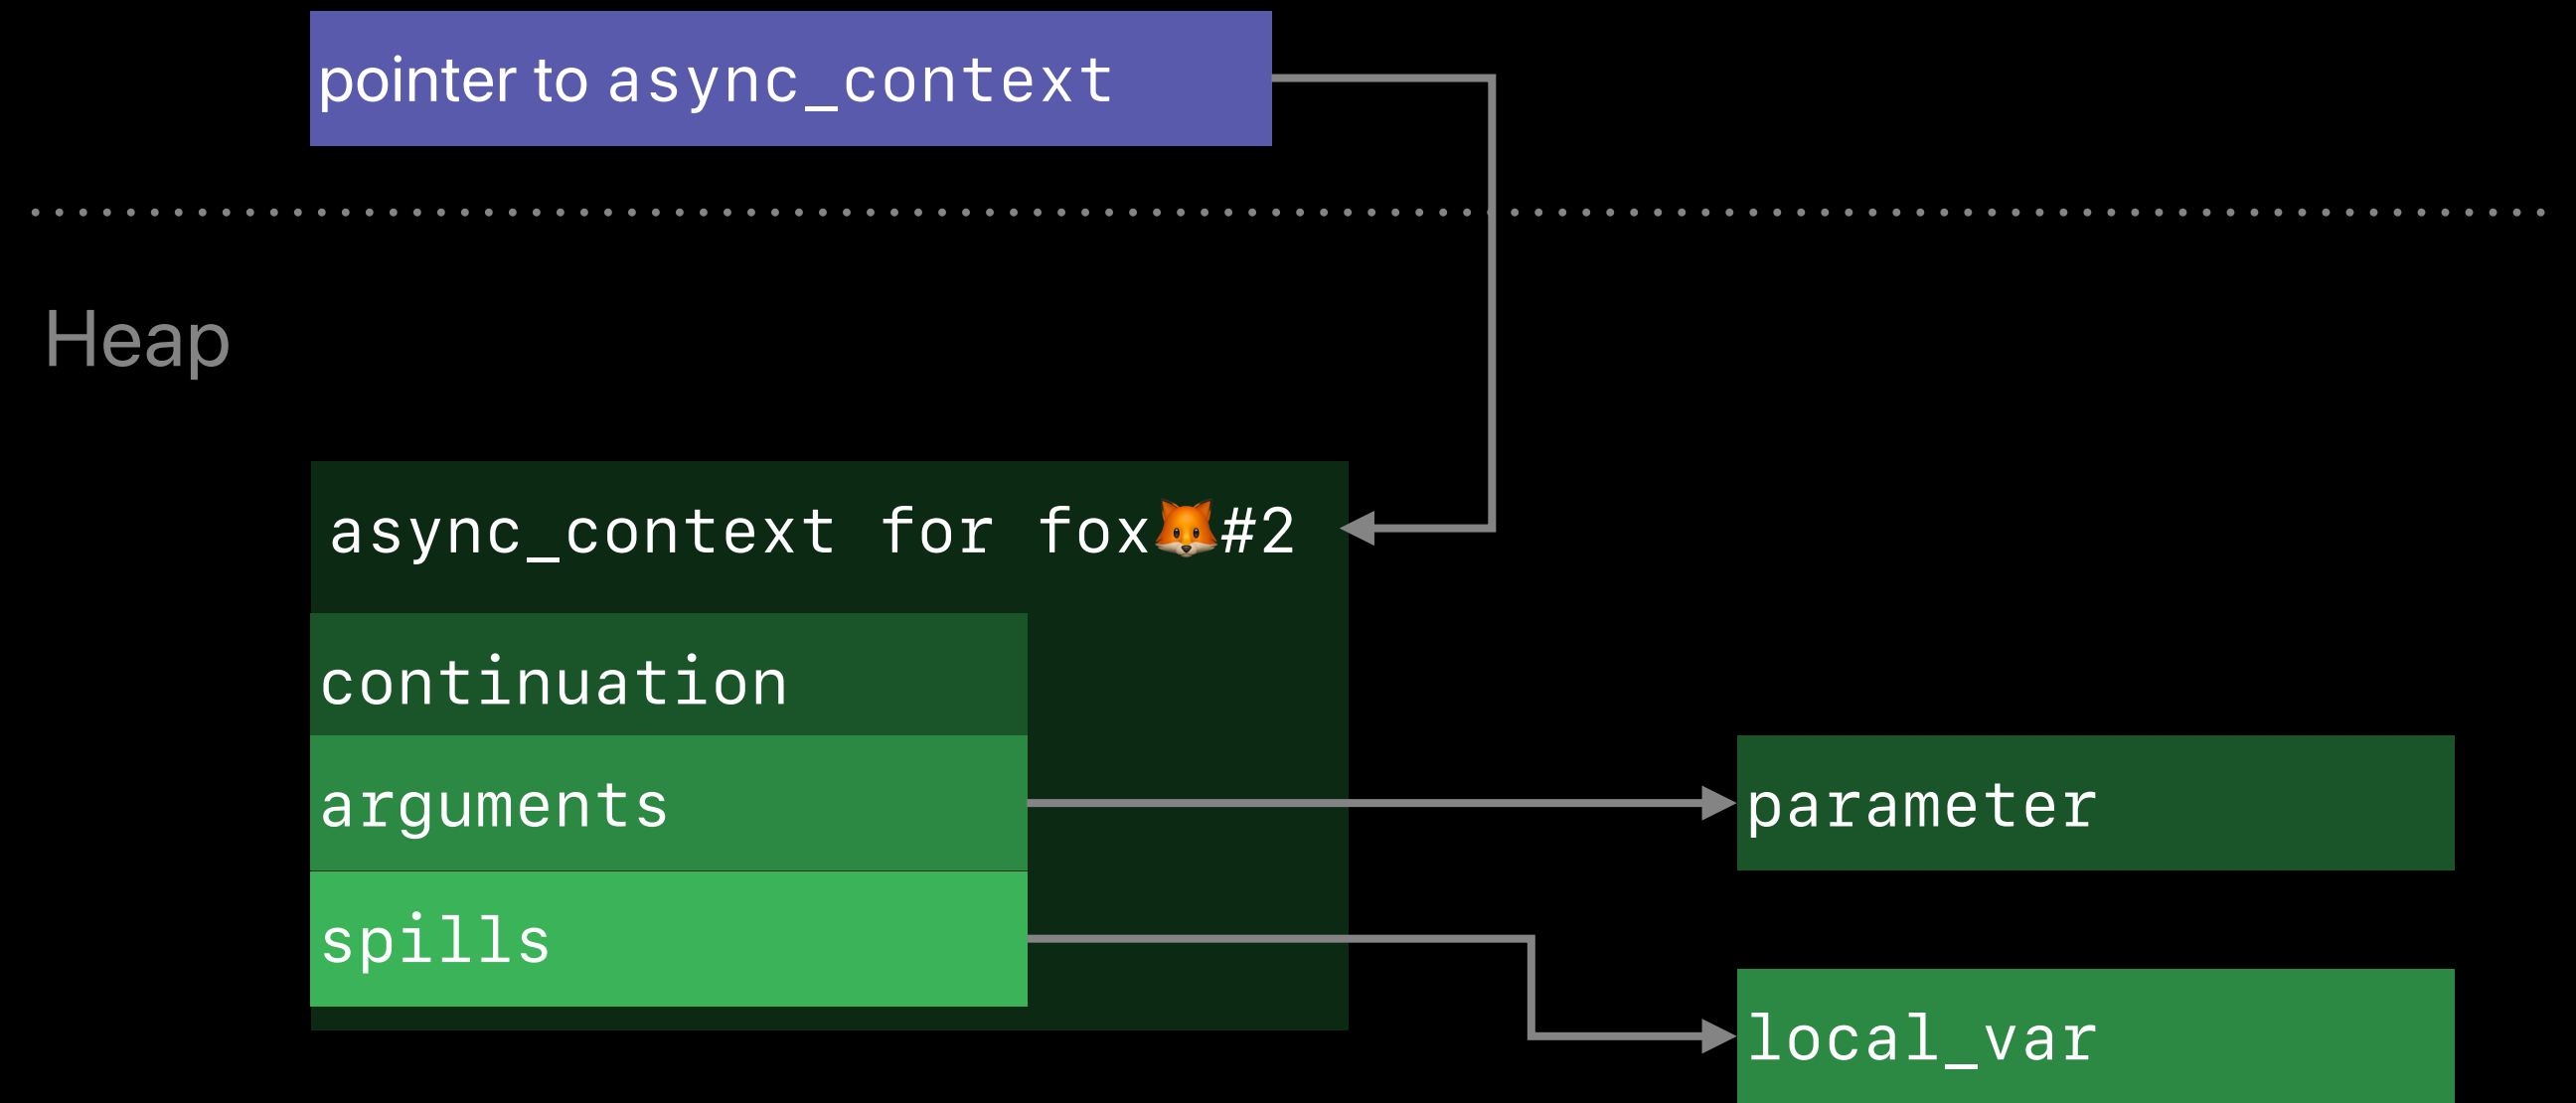 pointer to async_context
Heap
async_context for fox🦊#2
continuation
arguments
parameter
spills
local_var